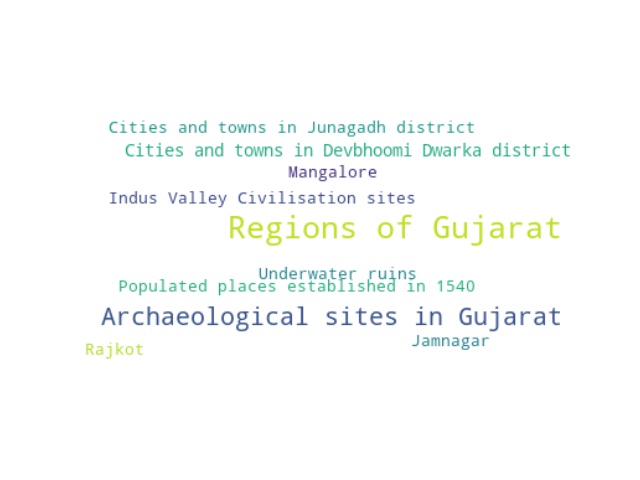 Cities and towns in Junagadh district
Cities and towns in Devbhoomi Dwarka district
Mangalore
Indus Valley Civilisation sites
Regions of Gujarat
Underwater ruins
Populated places established in 1540
Archaeological sites in Gujarat
Jamnagar
Rajkot